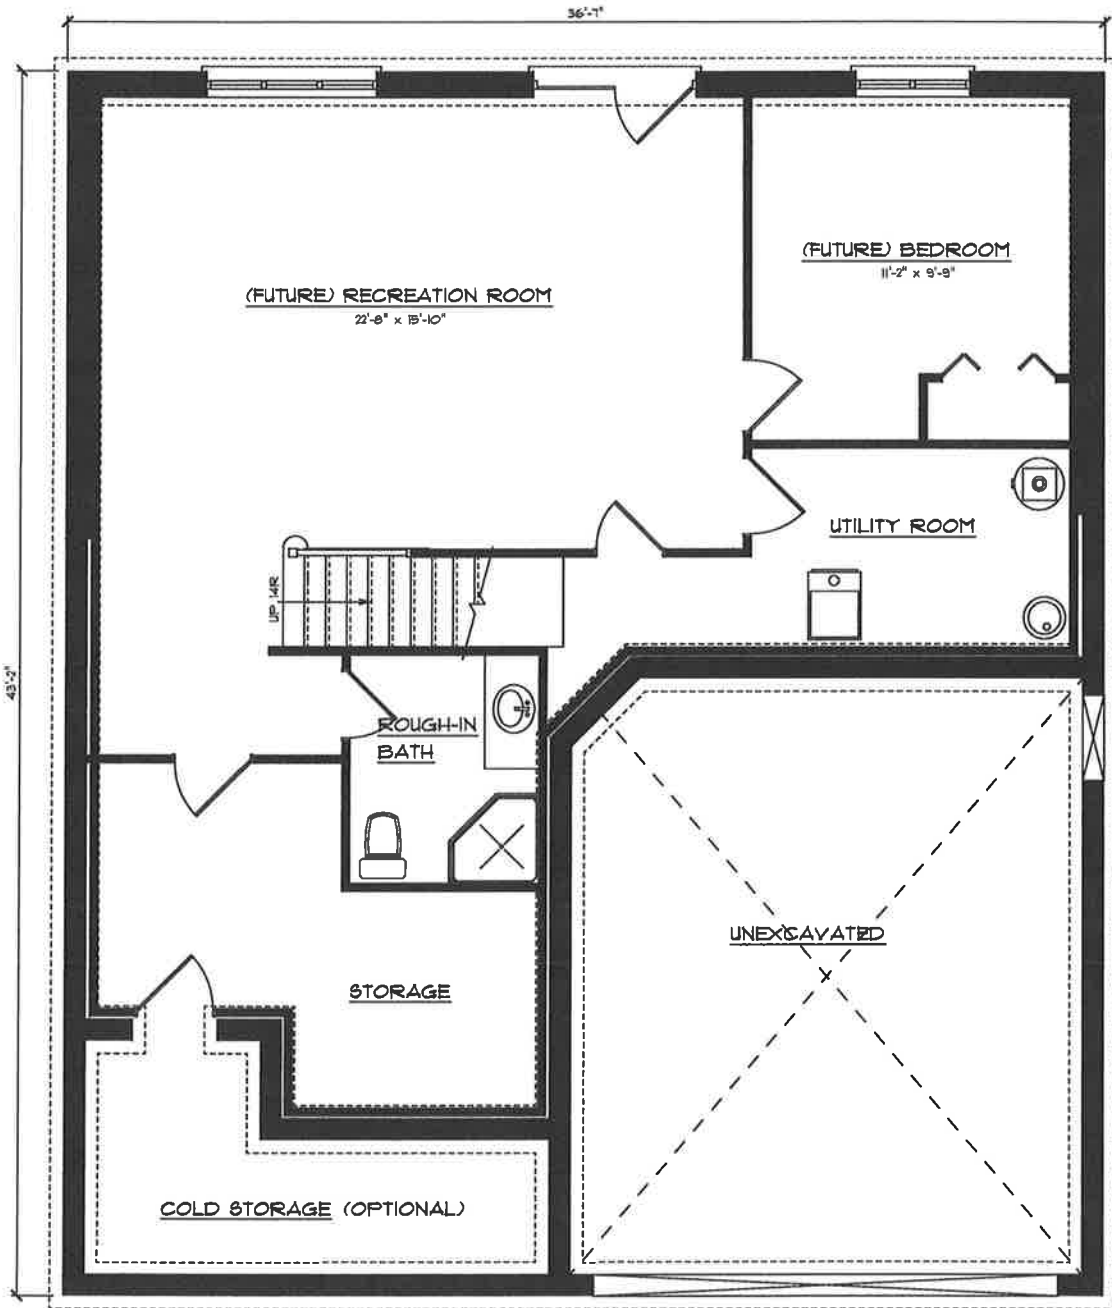 36'-7"
(FUTURE) BEDROOM
11'-2" x 9'-9"
(FUTURE) RECREATION ROOM
22'-8" x 15'-10"
UTILITY ROOM
UP 14R
43'-2"
ROUGH-IN
BATH
UNEXCAVATED
STORAGE
COLD STORAGE (OPTIONAL)